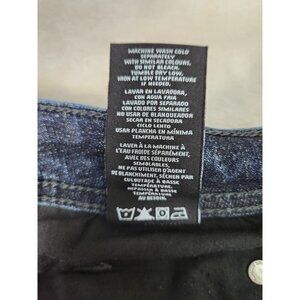 MACHINE WASH COLD
SEPARATELY
WITH SIMILAR COLOURS.
DO NOT BLEACH.
TUMBLE DRY LOW.
IRON AT LOW TEMPERATURE
IF NEEDED.
LAVAR EN LAVADORA,
CON AGUA FRIA
LAVADO POR SEPARADO
CON COLORES SIMILARES
NO USAR DE BLANQUEADOR
SECAR EN SECADORA
CICLO LENTO
USAR PLANCHA EN MÍNIMA
TEMPERATURA
LAVER À LA MACHINE À
L'EAU FROIDE SÉPARÉMENT,
AVEC DES COULEURS
SEMBLABLES,
NE PAS UTILISEN D'AGENT
DE BLANCHIMENT, SÉCHER PAR
CULBUTAGE À BASSE
TEMPÉRATURE.
REPASSER À BASSE
TEMPÉRATURE
AU BESOIN.